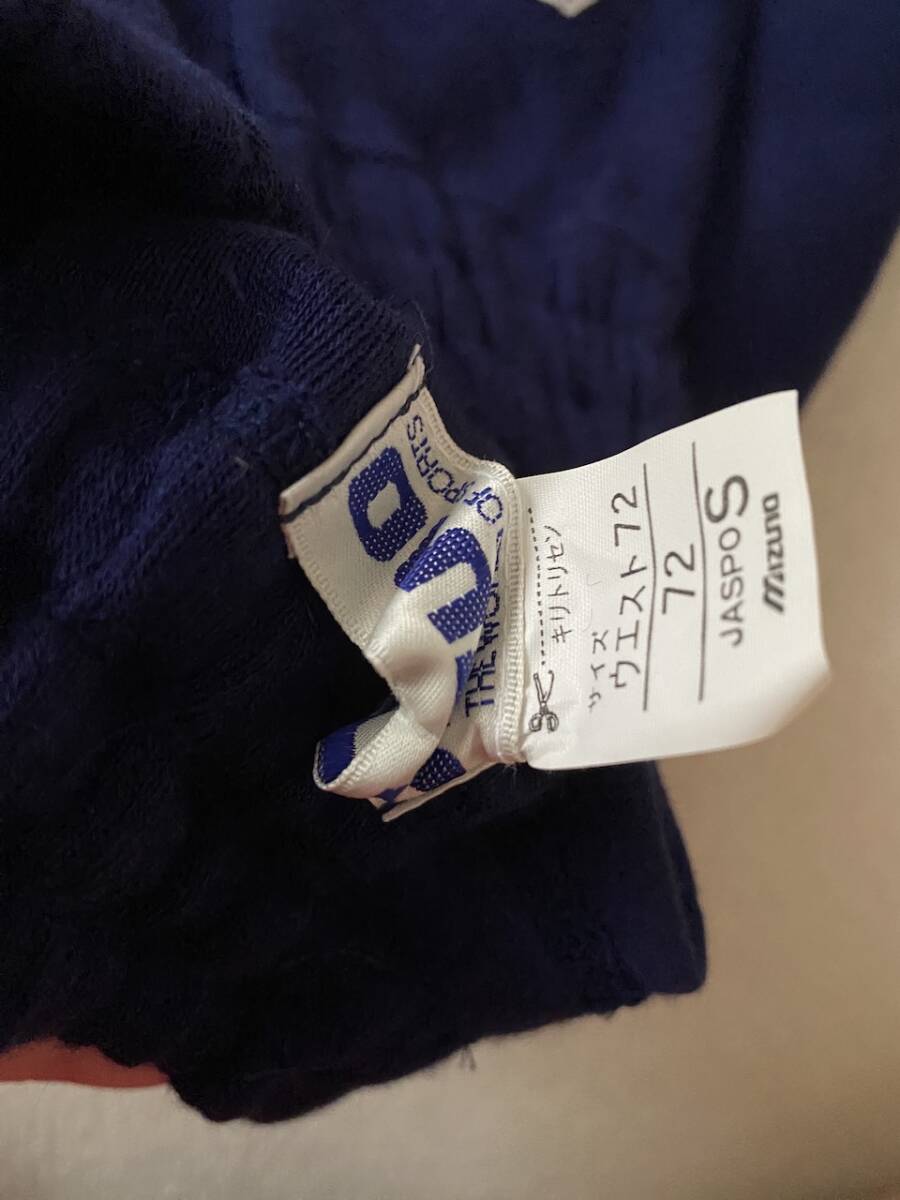 THE WORLD OF SPORTS
キリトリセン
サイズ
ウエスト72
72
JASPO S
Mizuno